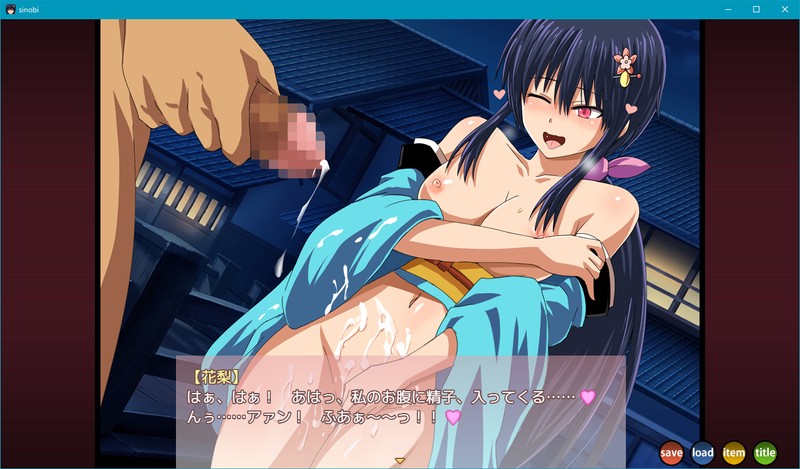 sinobi
【花梨】
はぁ、はぁ！　あはっ、私のお腹に精子、入ってくる……
んぅ……アァン！　ふあぁ～～っ！！
save load item title